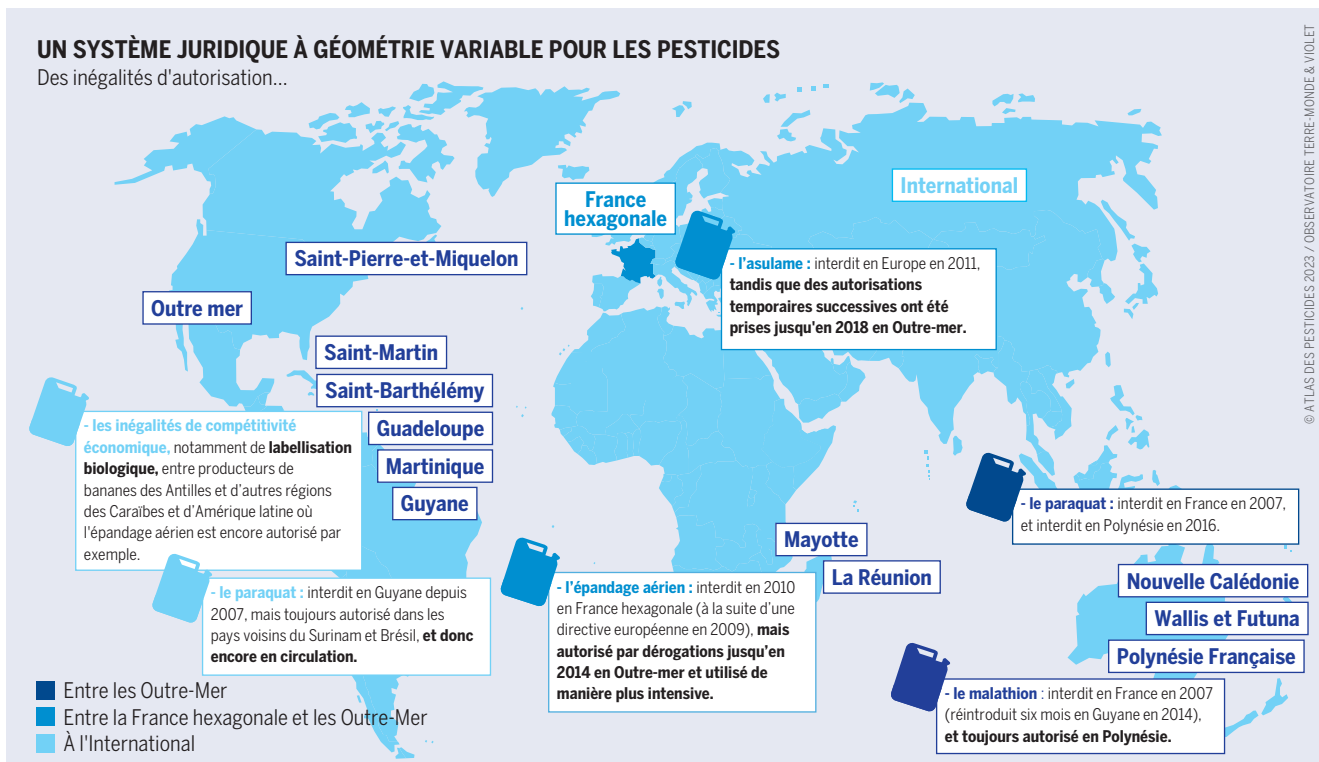 UN SYSTÈME JURIDIQUE À GÉOMÉTRIE VARIABLE POUR LES PESTICIDES
Des inégalités d'autorisation...
© ATLAS DES PESTICIDES 2023 / OBSERVATOIRE TERRE-MONDE & VIOLET
International
France
hexagonale
- l'asulame : interdit en Europe en 2011,
tandis que des autorisations
temporaires successives ont été
prises jusqu'en 2018 en Outre-mer.
Saint-Pierre-et-Miquelon
Outre mer
Saint-Martin
Saint-Barthélémy
Guadeloupe
Martinique
Guyane
- les inégalités de compétitivité
économique, notamment de labellisation
biologique, entre producteurs de
bananes des Antilles et d'autres régions
des Caraïbes et d'Amérique latine où
l'épandage aérien est encore autorisé par
exemple.
- le paraquat : interdit en Guyane depuis
2007, mais toujours autorisé dans les
pays voisins du Surinam et Brésil, et donc
encore en circulation.
Mayotte
La Réunion
- l'épandage aérien : interdit en 2010
en France hexagonale (à la suite d'une
directive européenne en 2009), mais
autorisé par dérogations jusqu'en
2014 en Outre-mer et utilisé de
manière plus intensive.
- le paraquat : interdit en France en 2007,
et interdit en Polynésie en 2016.
Nouvelle Calédonie
Wallis et Futuna
Polynésie Française
- le malathion : interdit en France en 2007
(réintroduit six mois en Guyane en 2014),
et toujours autorisé en Polynésie.
Entre les Outre-Mer
Entre la France hexagonale et les Outre-Mer
À l'International